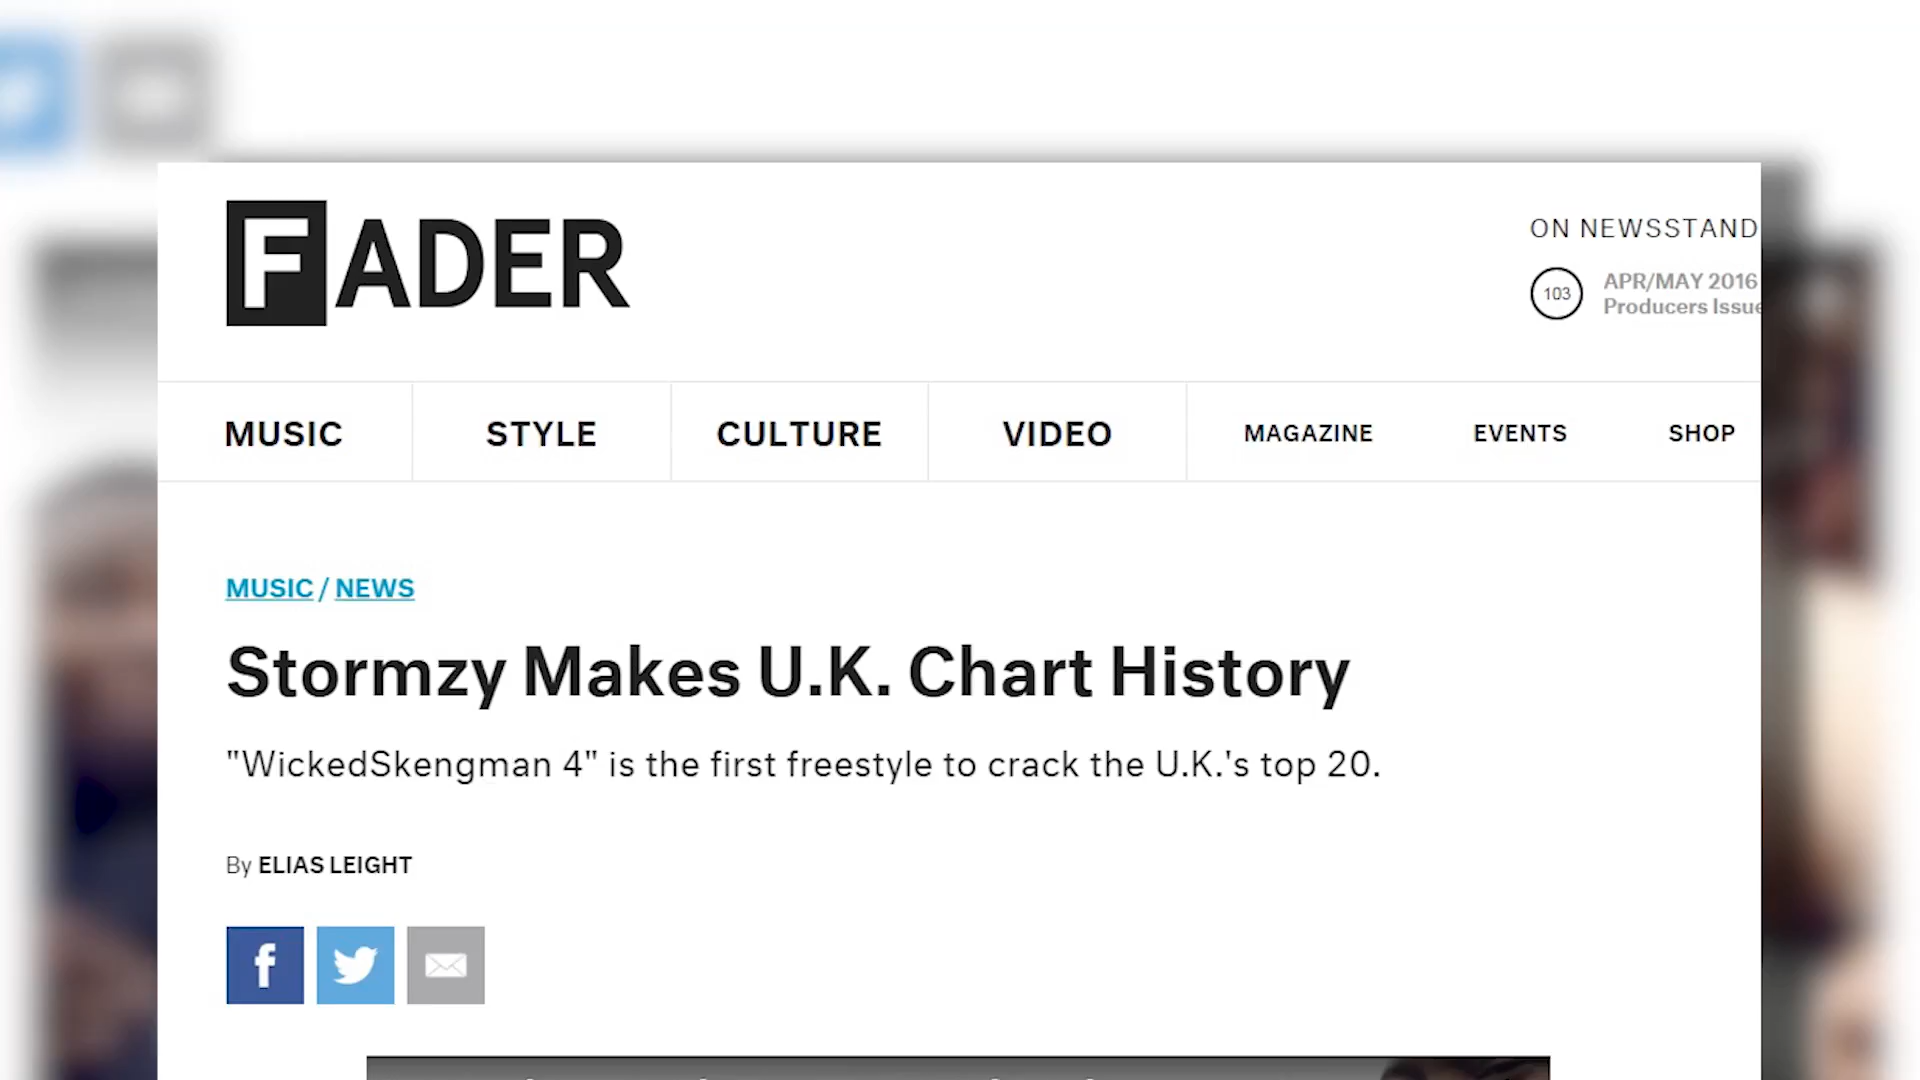 FADER
ON NEWSSTAND
103
APR/MAY 2016
Producers Issue
MUSIC STYLE CULTURE VIDEO MAGAZINE EVENTS SHOP
MUSIC / NEWS
Stormzy Makes U.K. Chart History
"WickedSkengman 4" is the first freestyle to crack the U.K.'s top 20.
By ELIAS LEIGHT
f